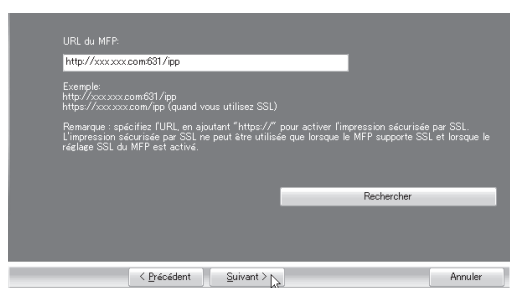 URL du MFP:
http://xxx.xxx.com:631/ipp
Exemple:
http://xxx.xxx.com:631/ipp
https://xxx.xxx.com/ipp (quand vous utilisez SSL)
Remarque : spécifiez l'URL, en ajoutant "https://" pour activer l'impression sécurisée par SSL.
L'impression sécurisée par SSL ne peut être utilisée que lorsque le MFP supporte SSL et lorsque le
réglage SSL du MFP est activé.
Rechercher
< Précédent Suivant > Annuler